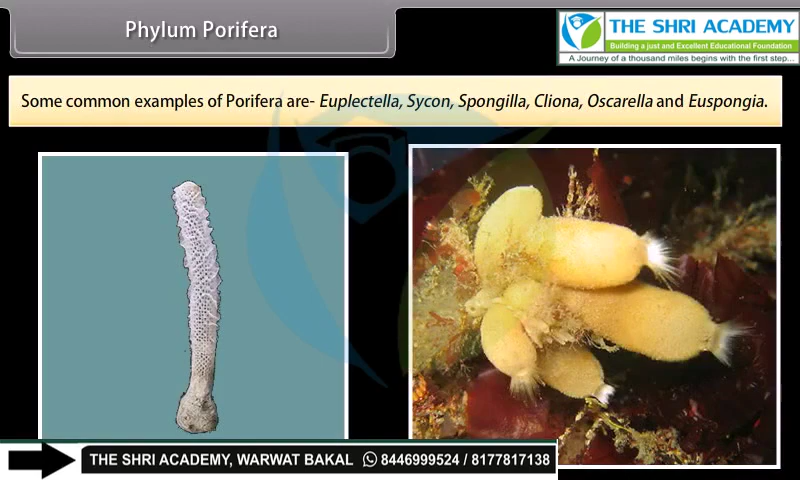 Phylum Porifera
THE SHRI ACADEMY
Building a just and Excellent Educational Foundation
A Journey of a thousand miles begins with the first step...
Some common examples of Porifera are- Euplectella, Sycon, Spongilla, Cliona, Oscarella and Euspongia.
THE SHRI ACADEMY, WARWAT BAKAL 8446999524 / 8177817138